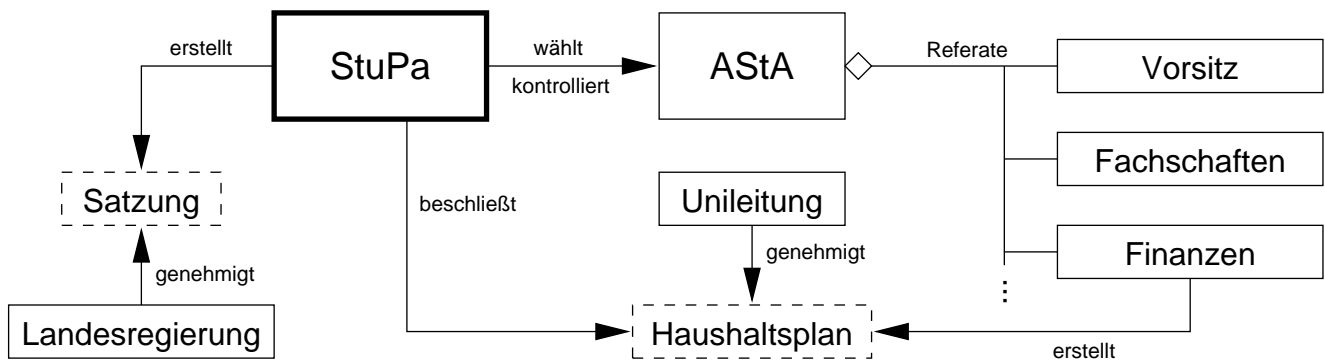 erstellt
StuPa
wählt
kontrolliert
AStA
Referate
Vorsitz
Fachschaften
Satzung
beschließt
Unileitung
Finanzen
genehmigt
genehmigt
...
Landesregierung
Haushaltsplan
erstellt